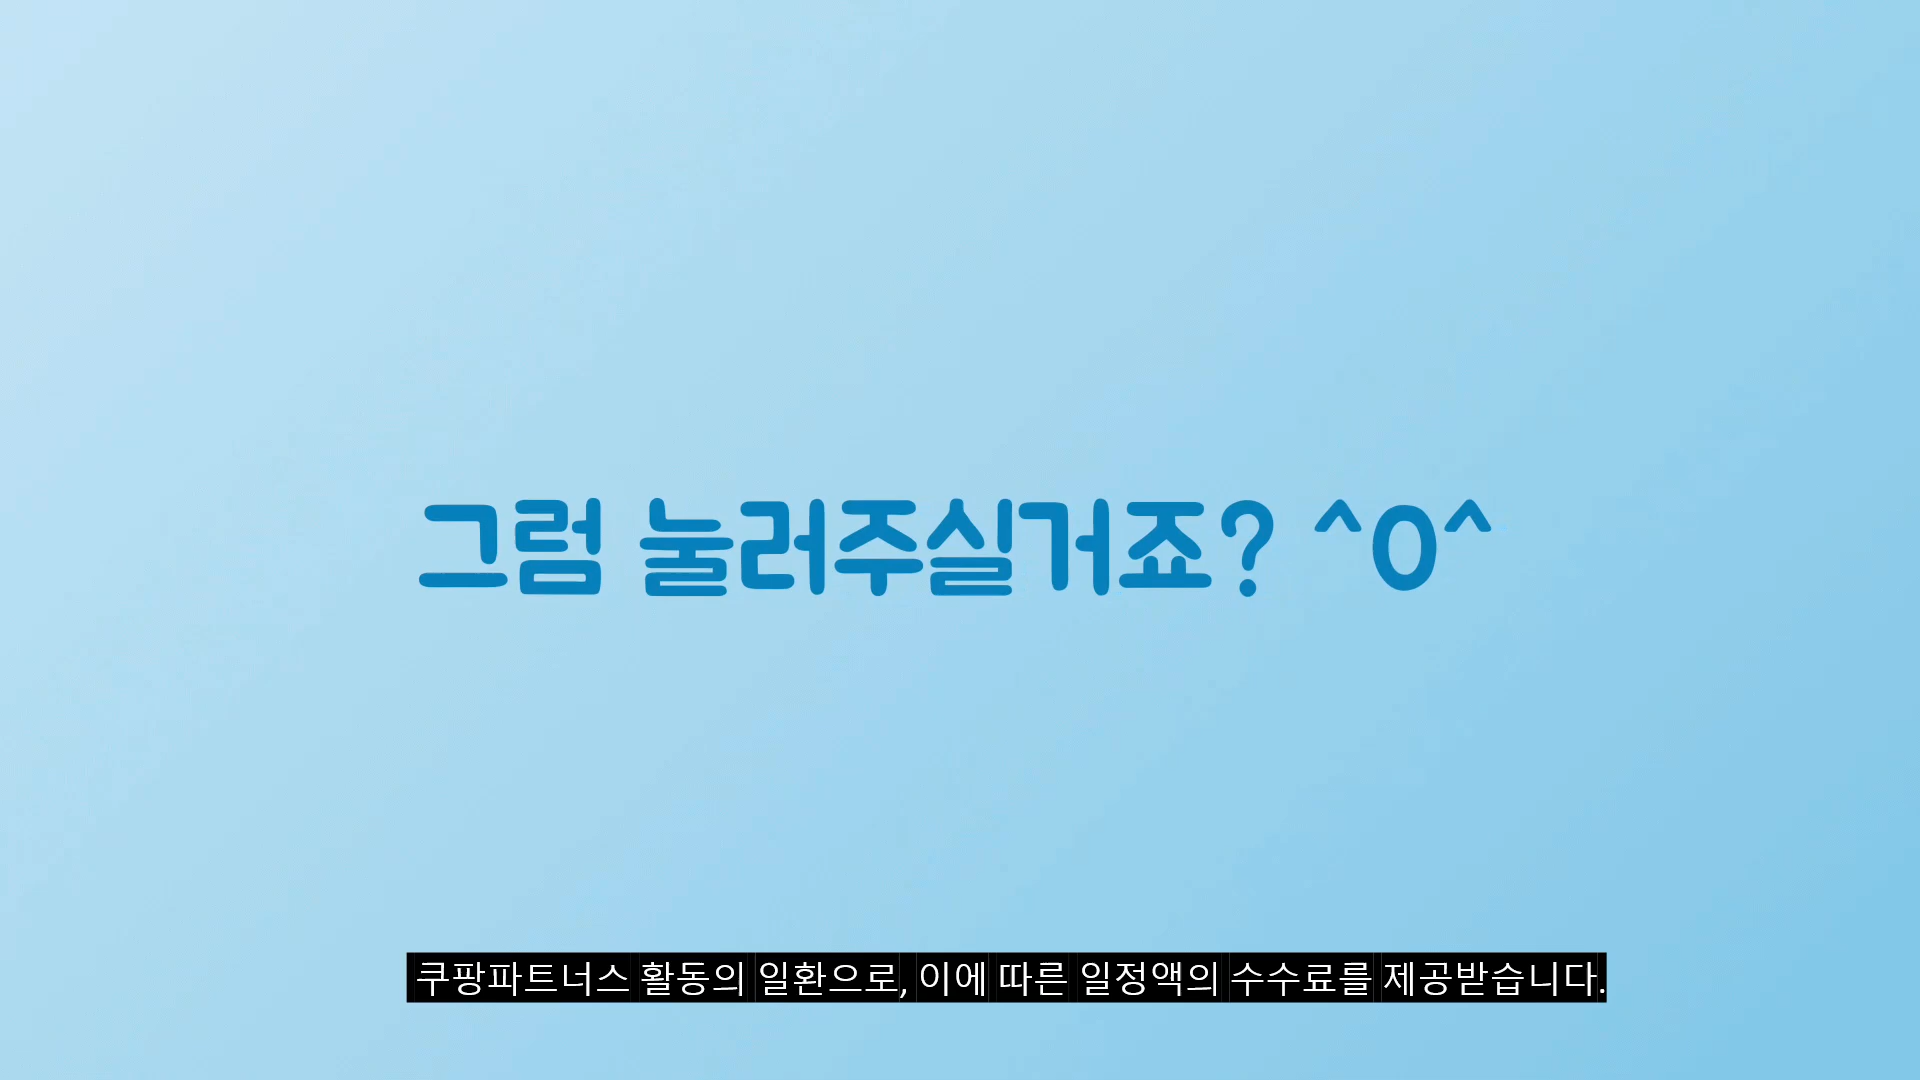 그럼 눌러주실거죠? ^0^
쿠팡파트너스 활동의 일환으로, 이에 따른 일정액의 수수료를 제공받습니다.